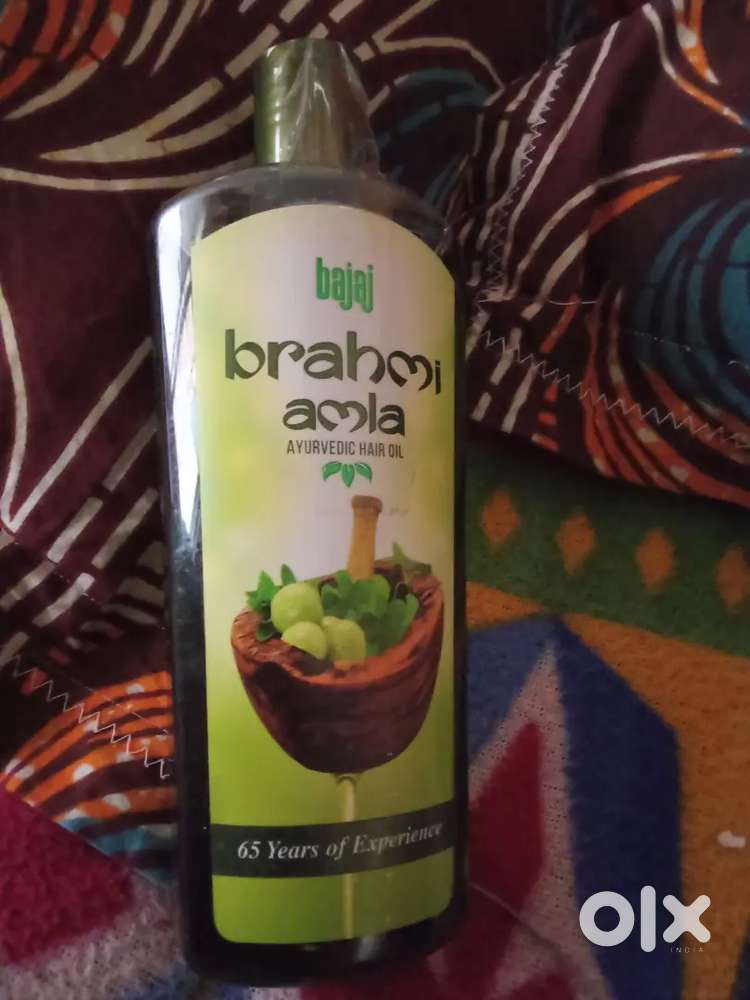 bajaj
brahmi
amla
AYURVEDIC HAIR OIL
65 Years of Experience
olx
INDIA